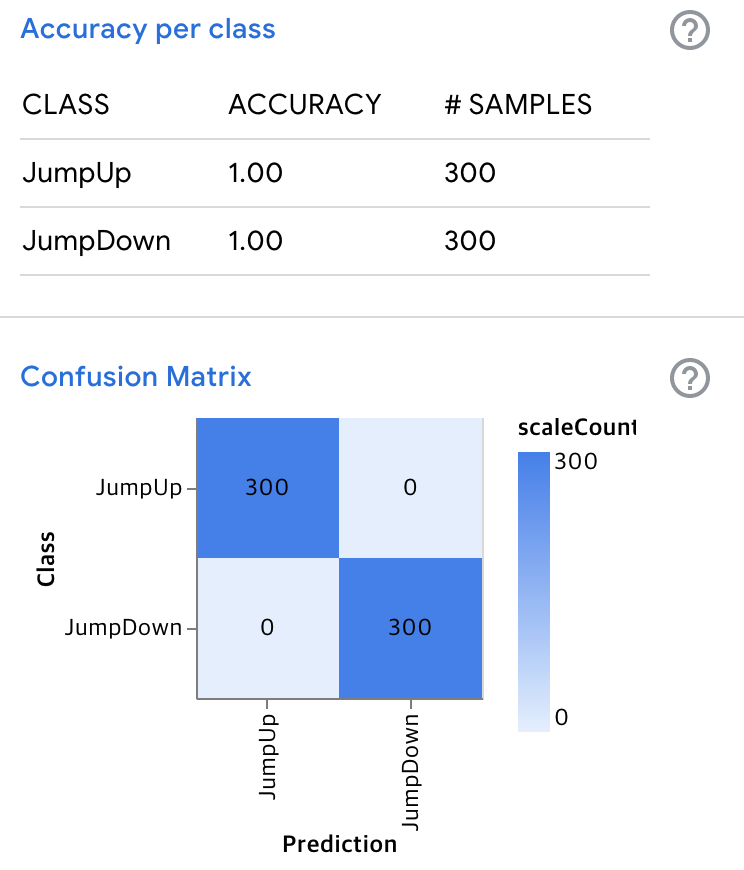 Accuracy per class
?
CLASS ACCURACY # SAMPLES
JumpUp 1.00 300
JumpDown 1.00 300
Confusion Matrix
?
scaleCount
300
JumpUp 300 0
Class
JumpDown 0 300
0
JumpUp JumpDown
Prediction